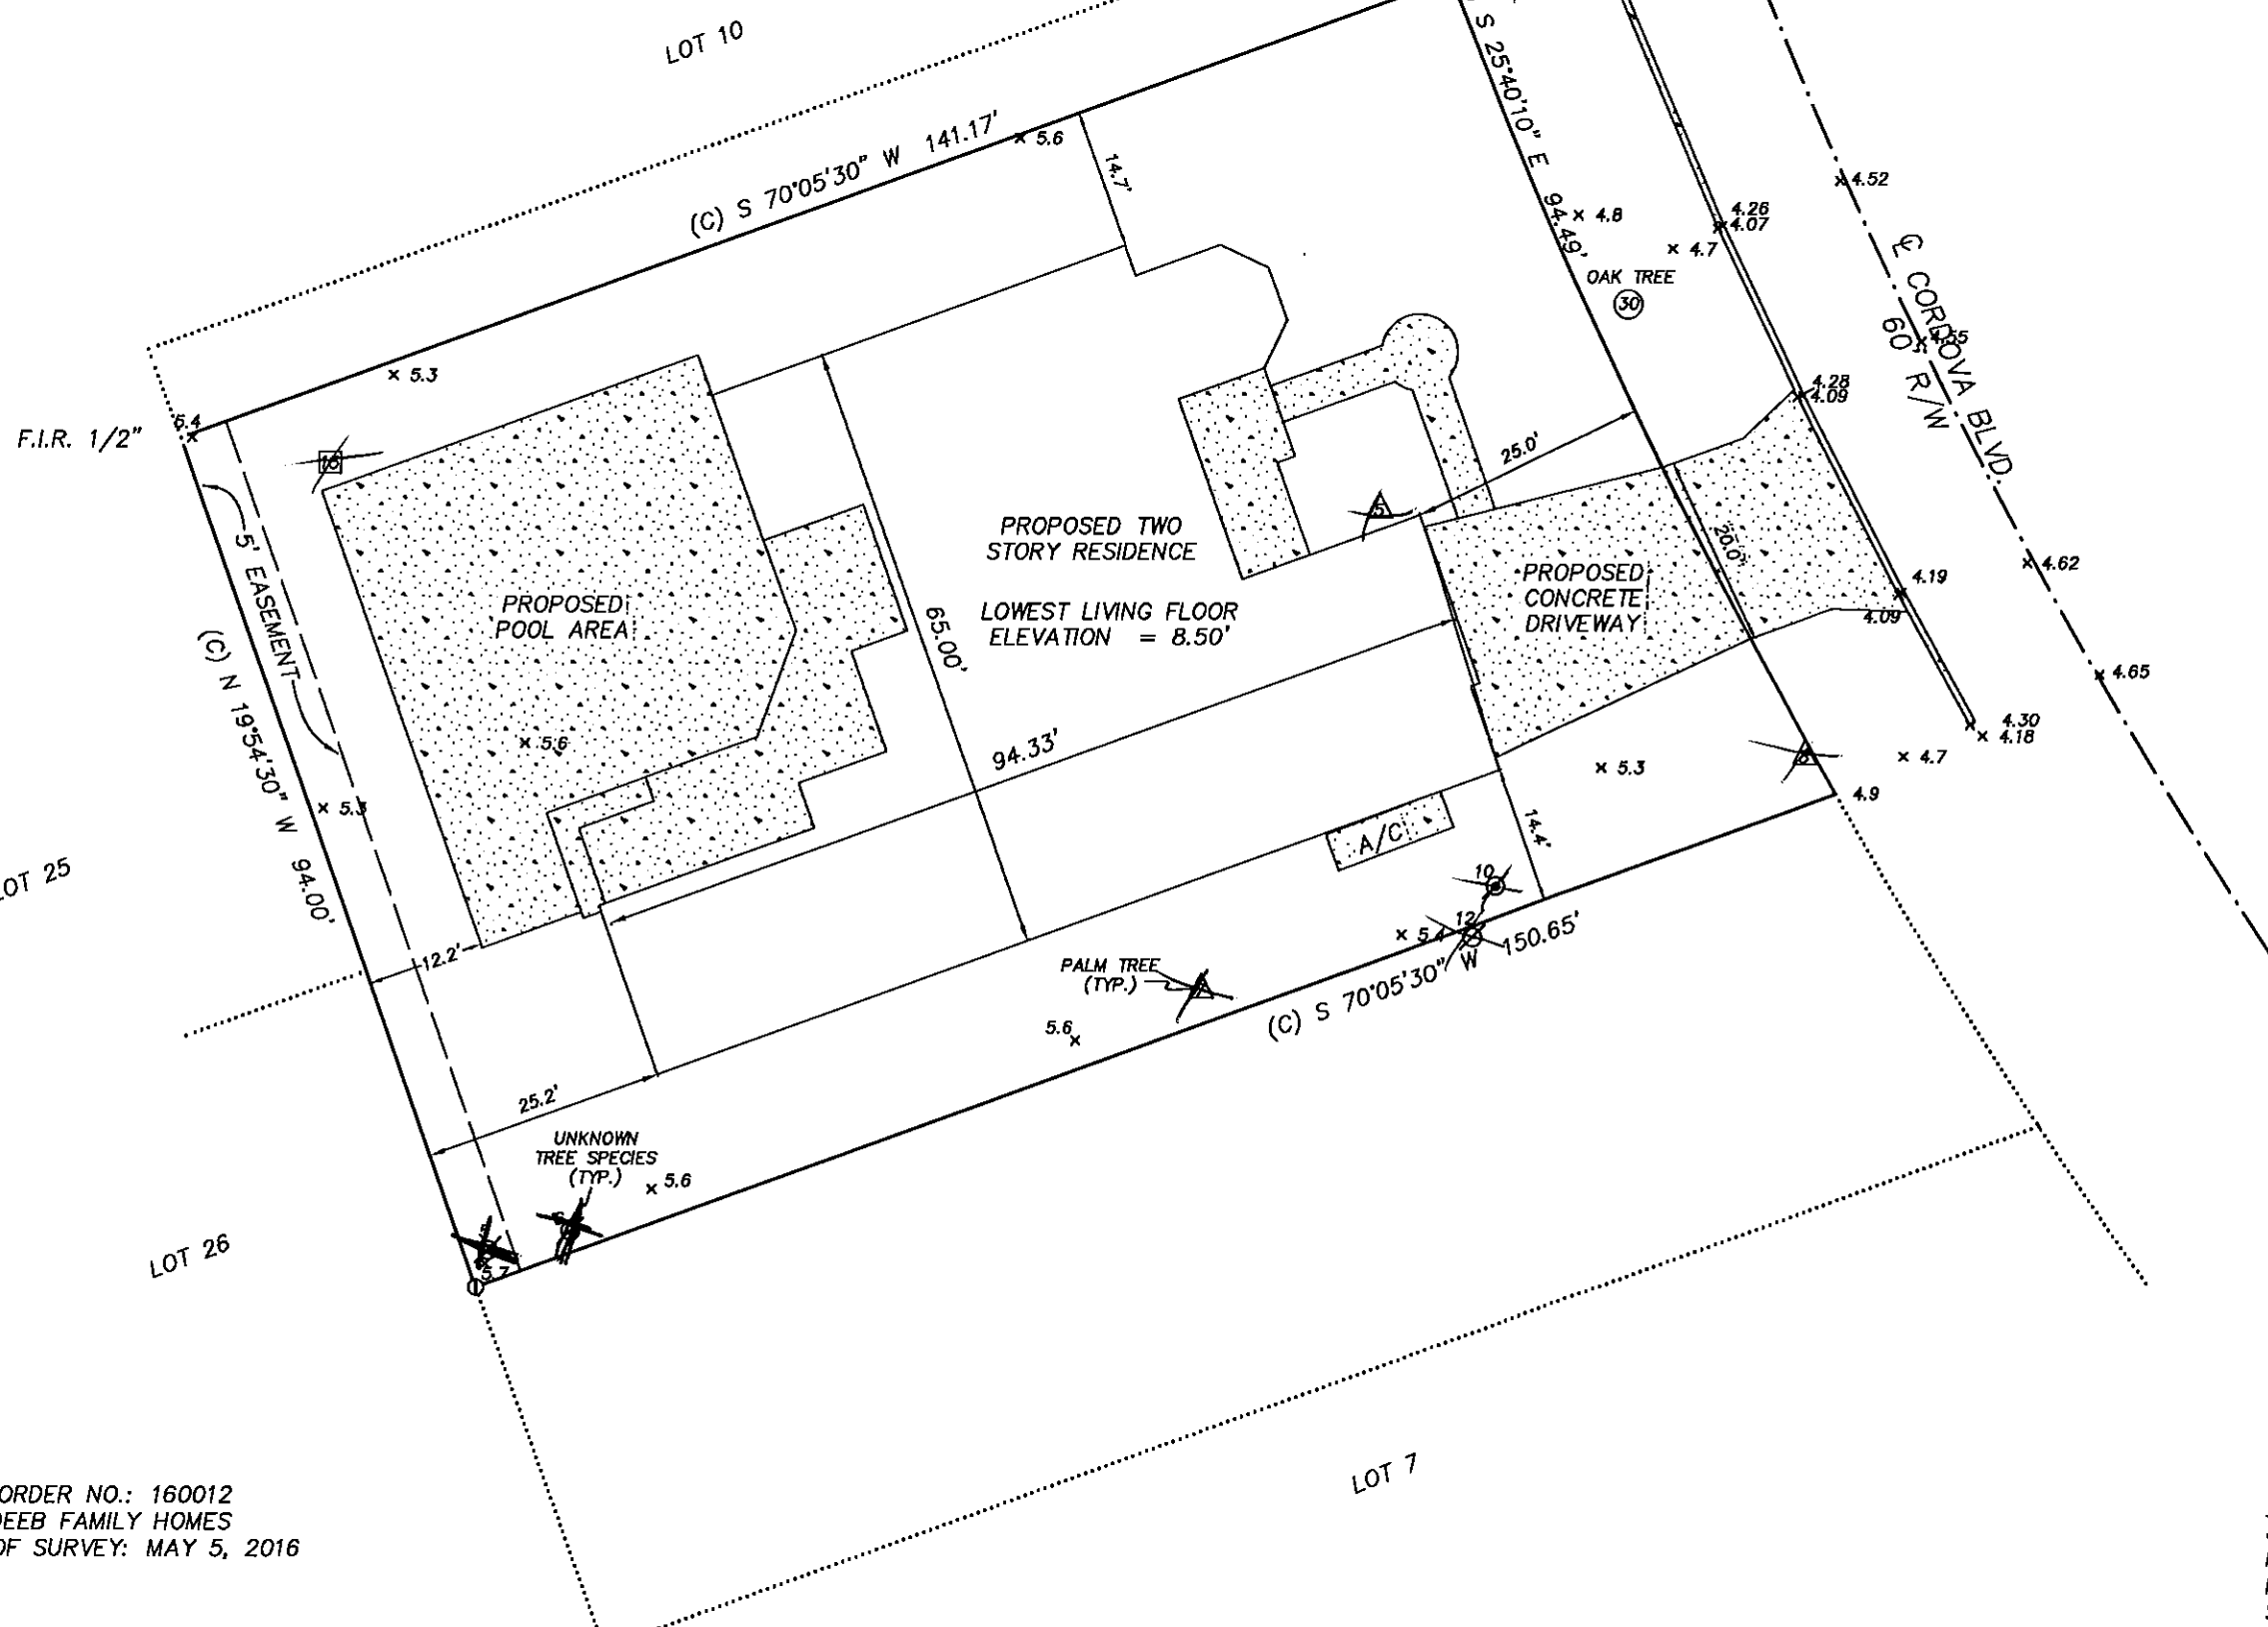 LOT 10
(C) S 70°05'30" W 141.17'
5.6
14.7'
S 25°40'10" E 94.49'
4.8
4.7
OAK TREE
30
4.26
4.07
4.52
℄ CORDOVA BLVD.
60' R/W
4.28
4.09
4.62
4.19
4.09
4.65
4.30
4.18
4.7
4.9
F.I.R. 1/2"
5.3
5' EASEMENT
(C) N 19°54'30" W 94.00'
5.3
PROPOSED
POOL AREA
5.6
PROPOSED TWO
STORY RESIDENCE
LOWEST LIVING FLOOR
ELEVATION = 8.50'
65.00'
94.33'
25.0'
5
20.0'
PROPOSED
CONCRETE
DRIVEWAY
5.3
14.4'
A/C
10
12
5.4
(C) S 70°05'30" W 150.65'
PALM TREE
(TYP.)
5.6
12.2'
25.2'
UNKNOWN
TREE SPECIES
(TYP.)
5.6
5.7
LOT 25
LOT 26
LOT 7
ORDER NO.: 160012
DEEB FAMILY HOMES
OF SURVEY: MAY 5, 2016